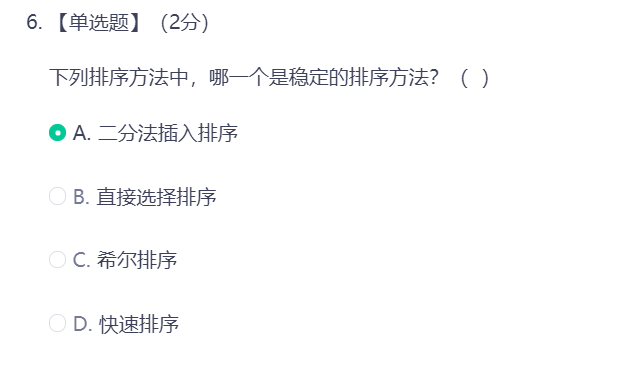 6. 【单选题】（2分）
下列排序方法中，哪一个是稳定的排序方法？（ ）
A. 二分法插入排序
B. 直接选择排序
C. 希尔排序
D. 快速排序